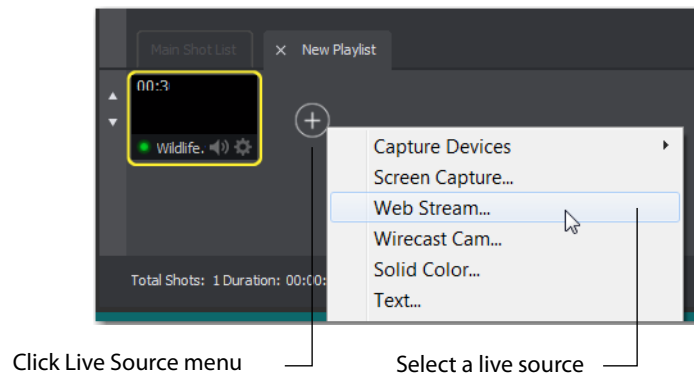 Main Shot List × New Playlist
00:3
Wildlife.
Capture Devices
Screen Capture...
Web Stream...
Wirecast Cam...
Solid Color...
Text...
Total Shots: 1 Duration: 00:00:
Click Live Source menu
Select a live source